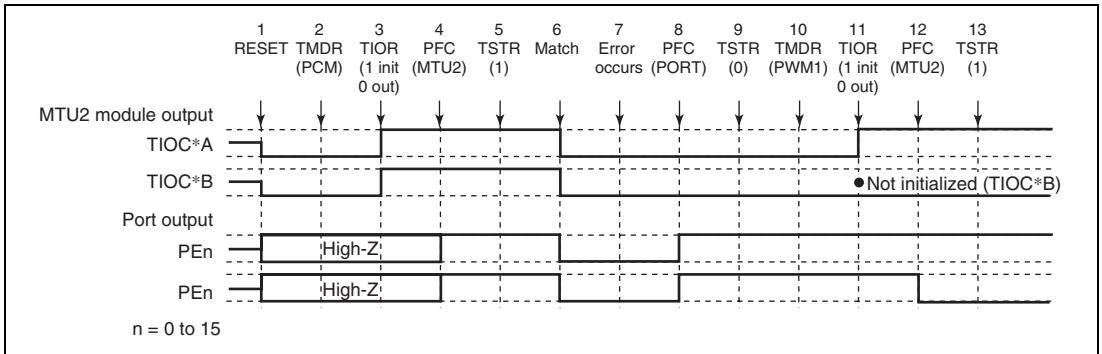 1 2 3 4 5 6 7 8 9 10 11 12 13
RESET TMDR TIOR PFC TSTR Match Error PFC TSTR TMDR TIOR PFC TSTR
(PCM) (1 init (MTU2) (1) occurs (PORT) (0) (PWM1) (1 init (MTU2) (1)
0 out) 0 out)
MTU2 module output
TIOC*A
TIOC*B
Not initialized (TIOC*B)
Port output
PEn
High-Z
PEn
High-Z
n = 0 to 15